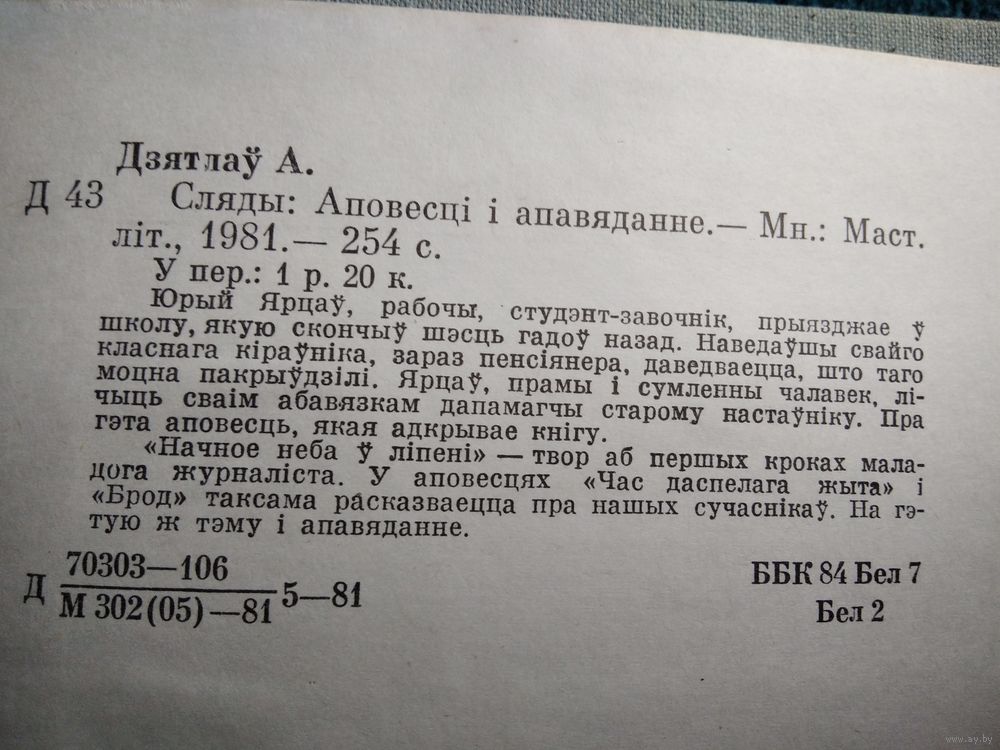 Дзятлаў А.
Д 43 Сляды: Аповесці і апавяданне.— Мн.: Маст.
літ., 1981.— 254 с.
У пер.: 1 р. 20 к.
Юрый Ярцаў, рабочы, студэнт-завочнік, прыязджае ў
школу, якую скончыў шэсць гадоў назад. Наведаўшы свайго
класнага кіраўніка, зараз пенсіянера, даведваецца, што таго
моцна пакрыўдзілі. Ярцаў, прамы і сумленны чалавек, лі-
чыць сваім абавязкам дапамагчы старому настаўніку. Пра
гэта аповесць, якая адкрывае кнігу.
«Начное неба ў ліпені» — твор аб першых кроках мала-
дога журналіста. У аповесцях «Час даспелага жыта» і
«Брод» таксама расказваецца пра нашых сучаснікаў. На гэ-
тую ж тэму і апавяданне.
Д 70303—106
М 302(05)—81 5—81
ББК 84 Бел 7
Бел 2
www.ay.by